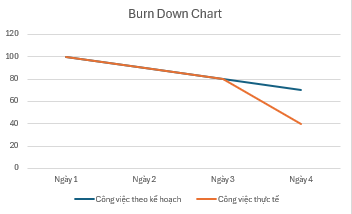 Burn Down Chart
120
100
80
60
40
20
0
Ngày 1 Ngày 2 Ngày 3 Ngày 4
Công việc theo kế hoạch Công việc thực tế